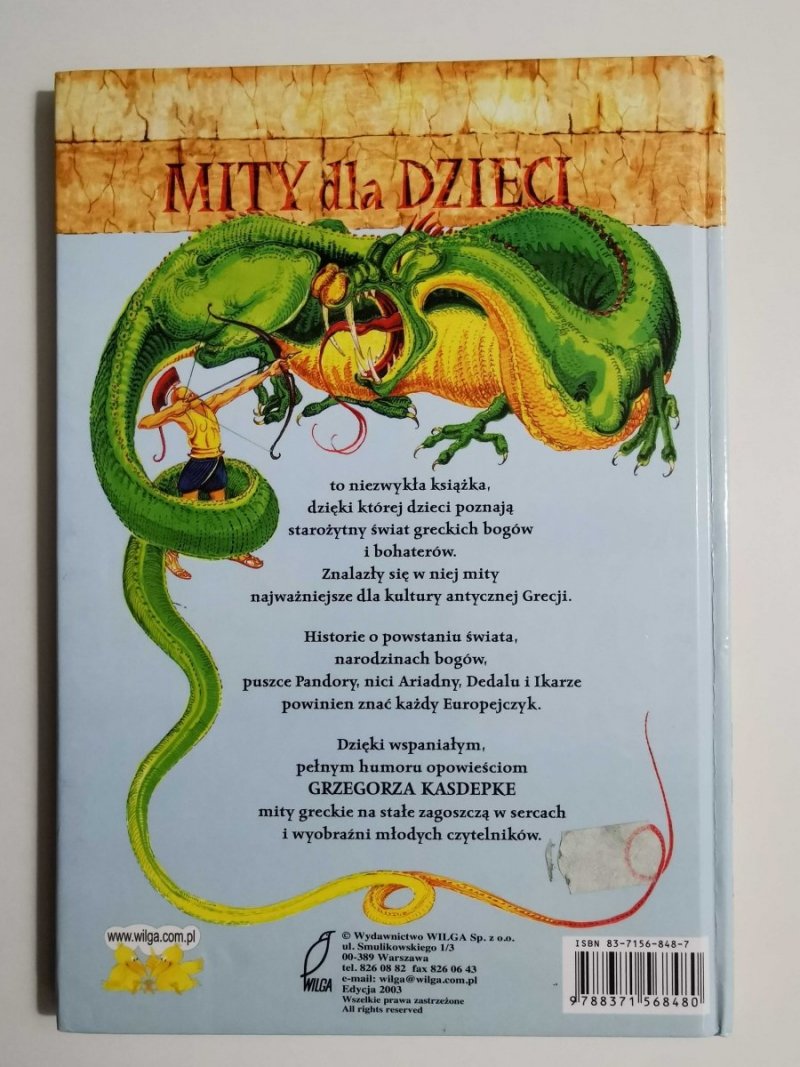 MITY dla DZIECI
to niezwykła książka,
dzięki której dzieci poznają
starożytny świat greckich bogów
i bohaterów.
Znalazły się w niej mity
najważniejsze dla kultury antycznej Grecji.
Historie o powstaniu świata,
narodzinach bogów,
puszce Pandory, nici Ariadny, Dedalu i Ikarze
powinien znać każdy Europejczyk.
Dzięki wspaniałym,
pełnym humoru opowieściom
GRZEGORZA KASDEPKE
mity greckie na stałe zagoszczą w sercach
i wyobraźni młodych czytelników.
www.wilga.com.pl
WILGA
© Wydawnictwo WILGA Sp. z o.o.
ul. Smulikowskiego 1/3
00-389 Warszawa
tel. 826 08 82 fax 826 06 43
e-mail: wilga@wilga.com.pl
Edycja 2003
Wszelkie prawa zastrzeżone
All rights reserved
ISBN 83-7156-848-7
9788371568480